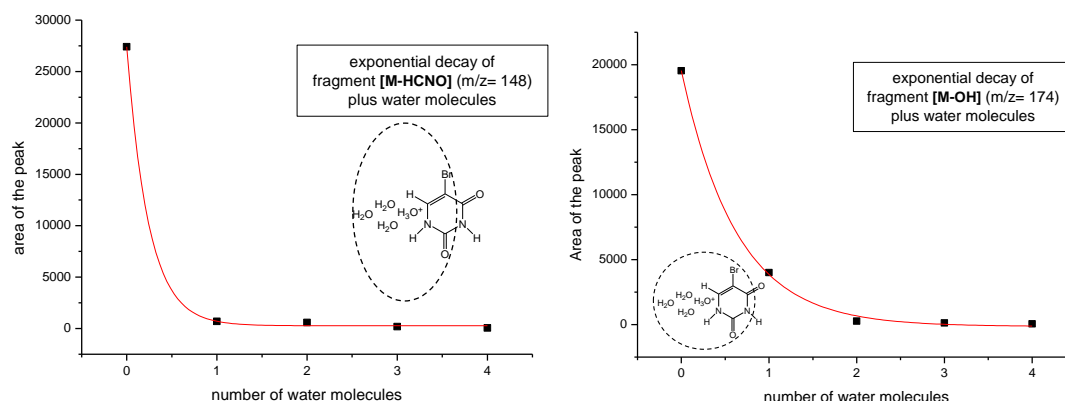 30000
25000
20000
15000
10000
5000
0
area of the peak
exponential decay of
fragment [M-HCNO] (m/z= 148)
plus water molecules
Br
H
O
H₂O
H₂O
H₃O⁺
H₂O
N
N
H
H
O
0 1 2 3 4
number of water molecules
20000
15000
10000
5000
0
Area of the peak
exponential decay of
fragment [M-OH] (m/z= 174)
plus water molecules
Br
H
O
H₂O
H₂O
H₃O⁺
H₂O
N
N
H
H
O
0 1 2 3 4
number of water molecules